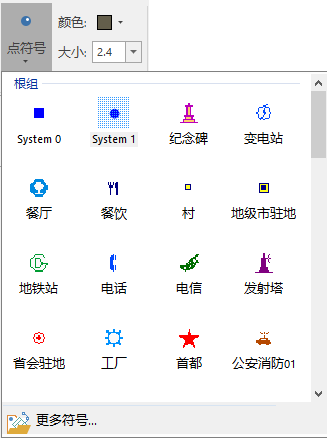 点符号
颜色:
大小: 2.4
根组
System 0 System 1 纪念碑 变电站
餐厅 餐饮 村 地级市驻地
地铁站 电话 电信 发射塔
省会驻地 工厂 首都 公安消防01
更多符号...